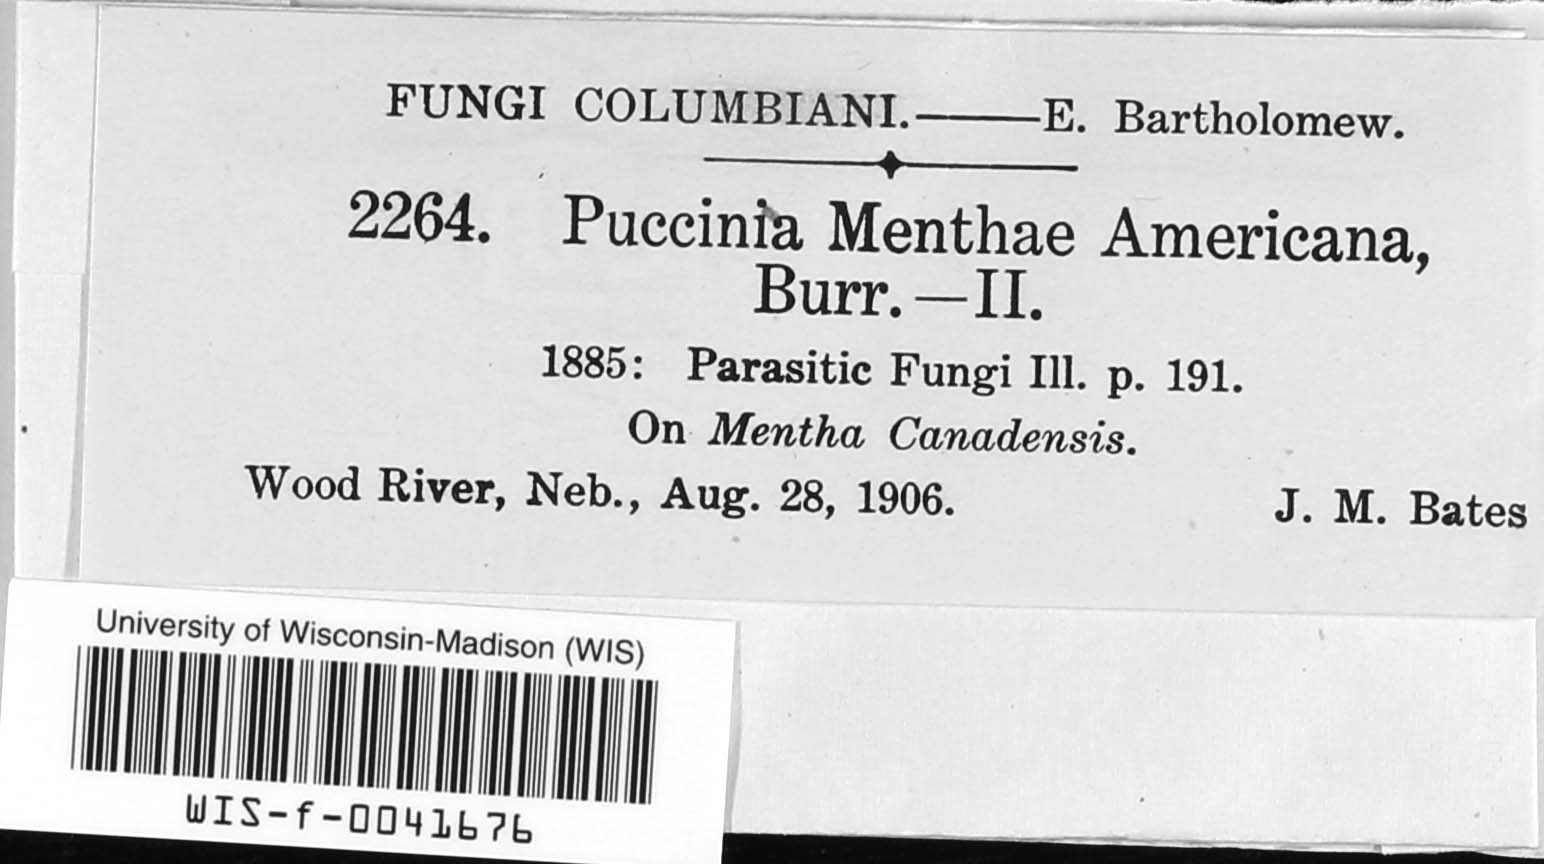 FUNGI COLUMBIANI.——E. Bartholomew.
2264. Puccinia Menthae Americana,
Burr.—II.
1885: Parasitic Fungi Ill. p. 191.
On Mentha Canadensis.
Wood River, Neb., Aug. 28, 1906. J. M. Bates
University of Wisconsin-Madison (WIS)
WIS-f-0041676